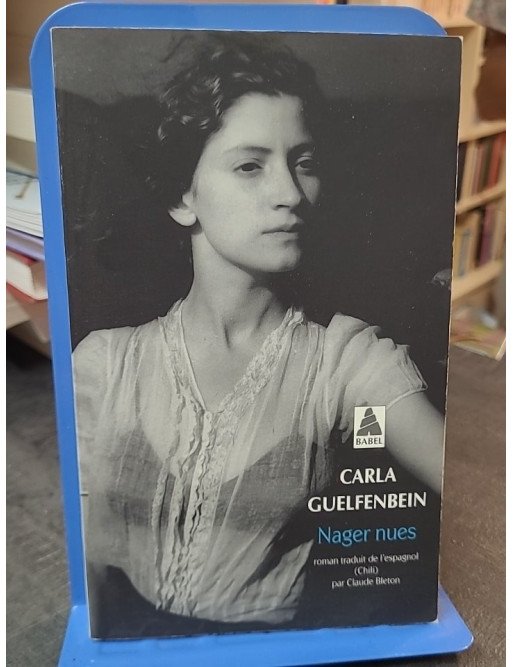 BABEL
CARLA
GUELFENBEIN
Nager nues
roman traduit de l'espagnol
(Chili)
par Claude Bleton